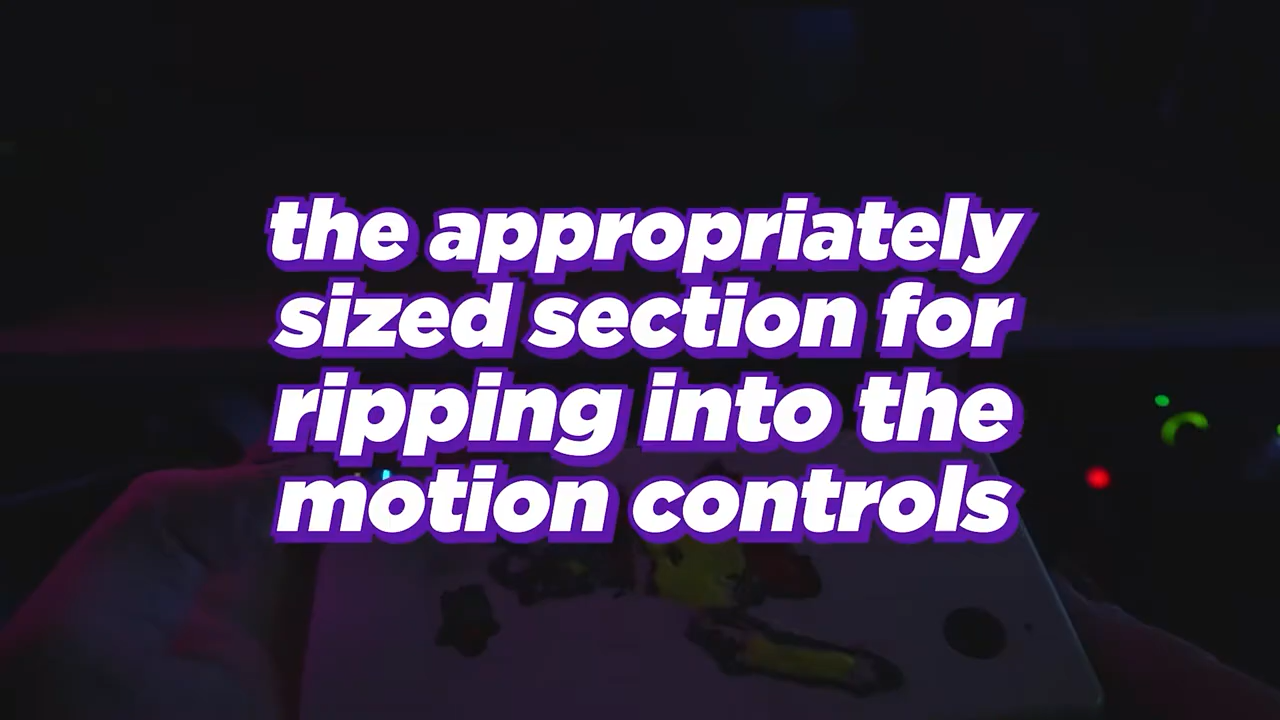 the appropriately
sized section for
ripping into the
motion controls